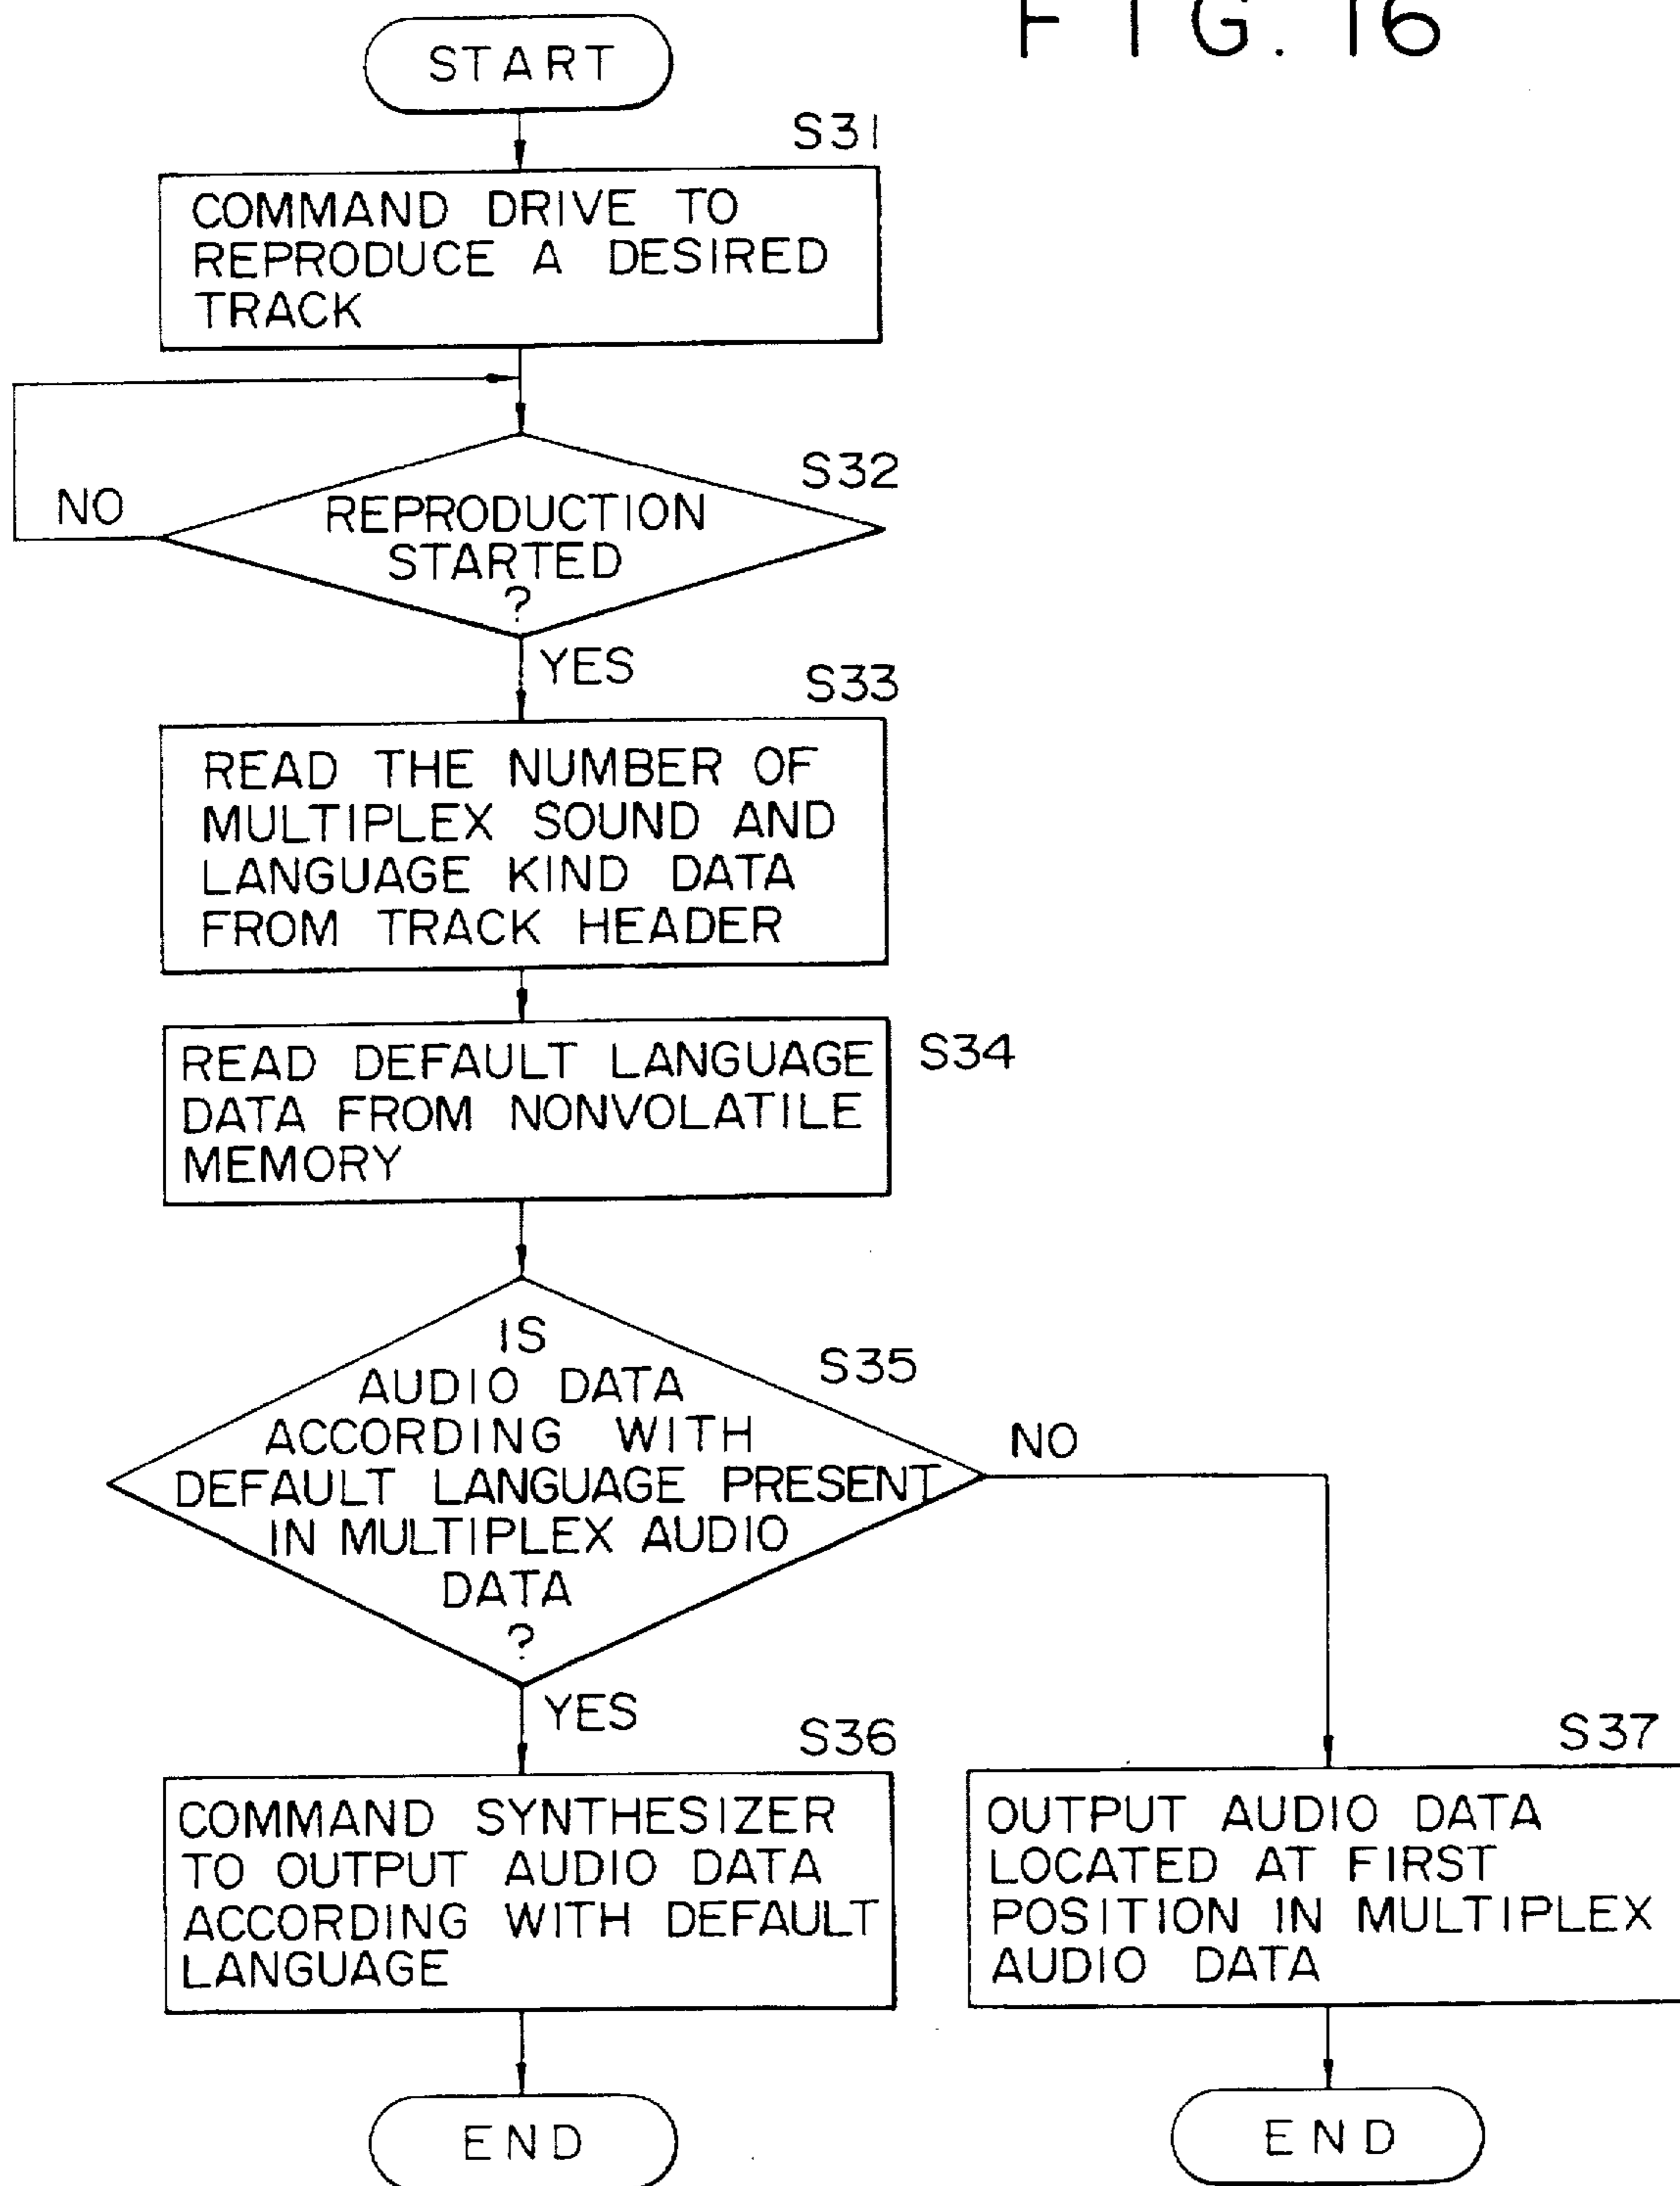 FIG. 16
START
S31
COMMAND DRIVE TO
REPRODUCE A DESIRED
TRACK
S32
NO
REPRODUCTION
STARTED
?
YES
S33
READ THE NUMBER OF
MULTIPLEX SOUND AND
LANGUAGE KIND DATA
FROM TRACK HEADER
S34
READ DEFAULT LANGUAGE
DATA FROM NONVOLATILE
MEMORY
IS
S35
AUDIO DATA
ACCORDING WITH
NO
DEFAULT LANGUAGE PRESENT
IN MULTIPLEX AUDIO
DATA
?
YES
S36
COMMAND SYNTHESIZER
TO OUTPUT AUDIO DATA
ACCORDING WITH DEFAULT
LANGUAGE
S37
OUTPUT AUDIO DATA
LOCATED AT FIRST
POSITION IN MULTIPLEX
AUDIO DATA
END
END